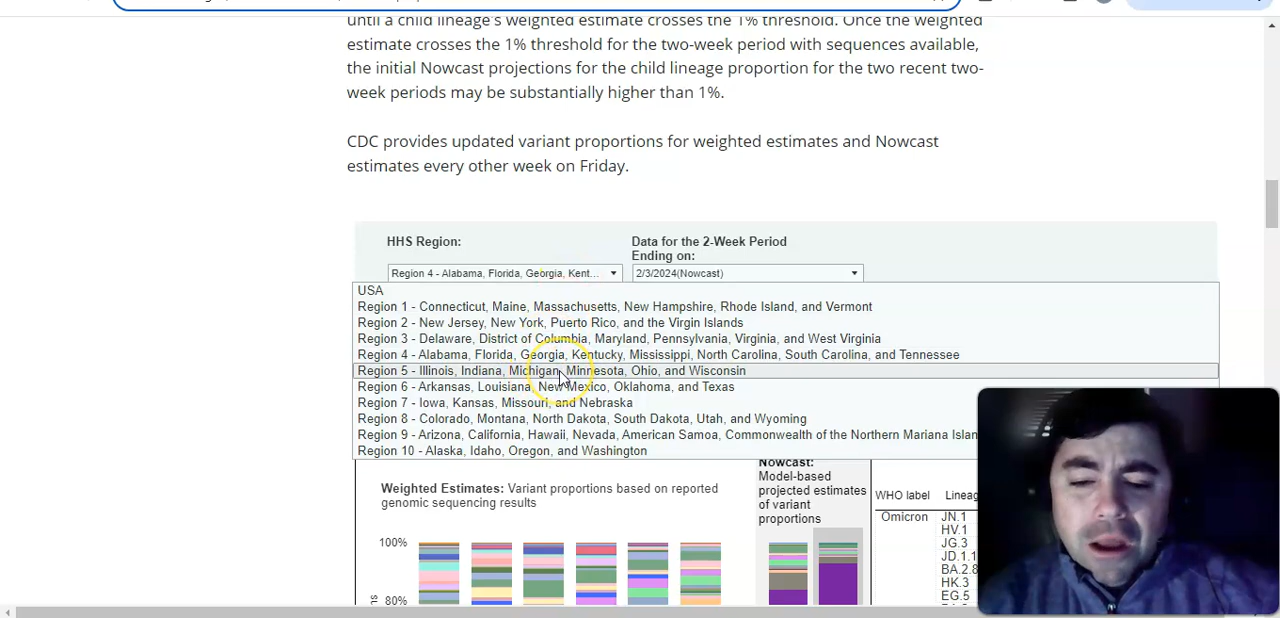 until a child lineage's weighted estimate crosses the 1% threshold. Once the weighted
estimate crosses the 1% threshold for the two-week period with sequences available,
the initial Nowcast projections for the child lineage proportion for the two recent two-
week periods may be substantially higher than 1%.
CDC provides updated variant proportions for weighted estimates and Nowcast
estimates every other week on Friday.
HHS Region:
Data for the 2-Week Period
Ending on:
Region 4 - Alabama, Florida, Georgia, Kent...
2/3/2024(Nowcast)
USA
Region 1 - Connecticut, Maine, Massachusetts, New Hampshire, Rhode Island, and Vermont
Region 2 - New Jersey, New York, Puerto Rico, and the Virgin Islands
Region 3 - Delaware, District of Columbia, Maryland, Pennsylvania, Virginia, and West Virginia
Region 4 - Alabama, Florida, Georgia, Kentucky, Mississippi, North Carolina, South Carolina, and Tennessee
Region 5 - Illinois, Indiana, Michigan, Minnesota, Ohio, and Wisconsin
Region 6 - Arkansas, Louisiana, New Mexico, Oklahoma, and Texas
Region 7 - Iowa, Kansas, Missouri, and Nebraska
Region 8 - Colorado, Montana, North Dakota, South Dakota, Utah, and Wyoming
Region 9 - Arizona, California, Hawaii, Nevada, American Samoa, Commonwealth of the Northern Mariana Islan
Region 10 - Alaska, Idaho, Oregon, and Washington
Weighted Estimates: Variant proportions based on reported
genomic sequencing results
Nowcast:
Model-based
projected estimates
of variant
proportions
WHO label
Lineag
Omicron
JN.1
HV.1
JG.3
JD.1.1
BA.2.8
HK.3
EG.5
100%
80%